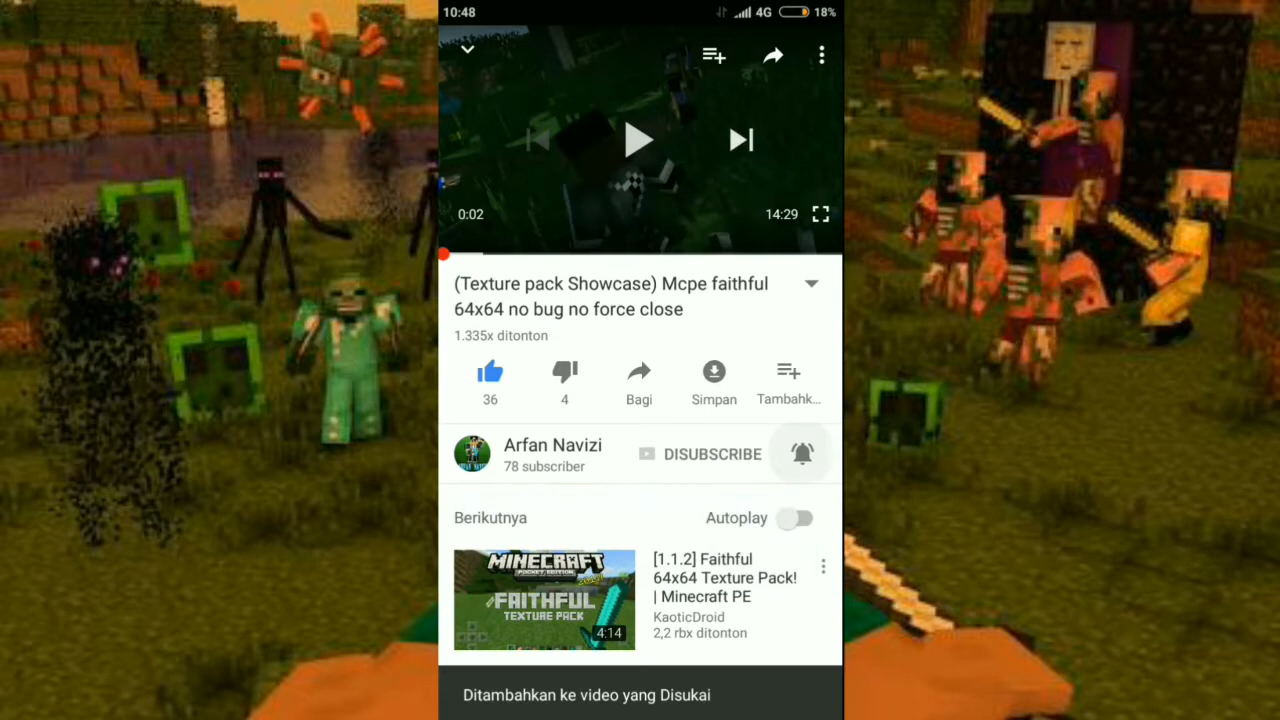 10:48
4G
18%
0:02
14:29
(Texture pack Showcase) Mcpe faithful
64x64 no bug no force close
1.335x ditonton
36
4
Bagi
Simpan
Tambahk...
Arfan Navizi
78 subscriber
DISUBSCRIBE
Berikutnya
Autoplay
MINECRAFT
POCKET EDITION
FAITHFUL
TEXTURE PACK
4:14
[1.1.2] Faithful
64x64 Texture Pack!
| Minecraft PE
KaoticDroid
2,2 rbx ditonton
Ditambahkan ke video yang Disukai